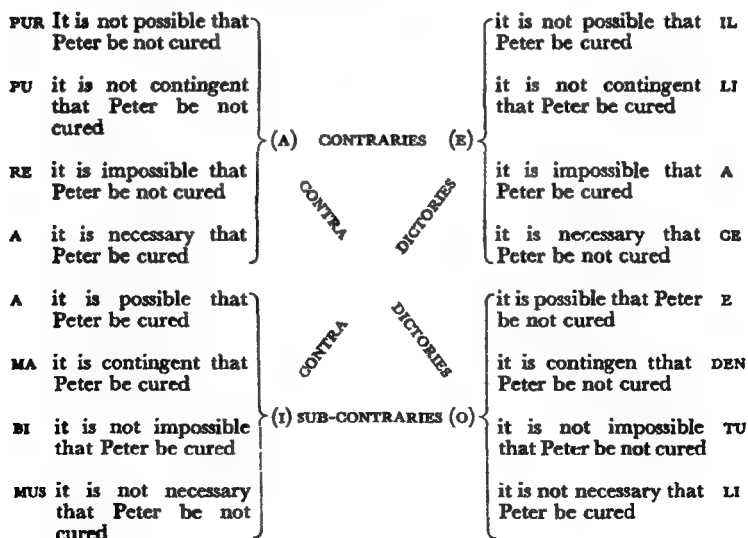 PUR It is not possible that
Peter be not cured
PU it is not contingent
that Peter be not
cured
RE it is impossible that
Peter be not cured
A it is necessary that
Peter be cured
(A) CONTRARIES (E)
it is not possible that IL
Peter be cured
it is not contingent LI
that Peter be cured
it is impossible that A
Peter be cured
it is necessary that GE
Peter be not cured
CONTRA
DICTORIES
CONTRA
DICTORIES
A it is possible that
Peter be cured
MA it is contingent that
Peter be cured
BI it is not impossible
that Peter be cured
MUS it is not necessary
that Peter be not
cured
(I) SUB-CONTRARIES (O)
it is possible that Peter E
be not cured
it is contingen tthat DEN
Peter be not cured
it is not impossible TU
that Peter be not cured
it is not necessary that LI
Peter be cured